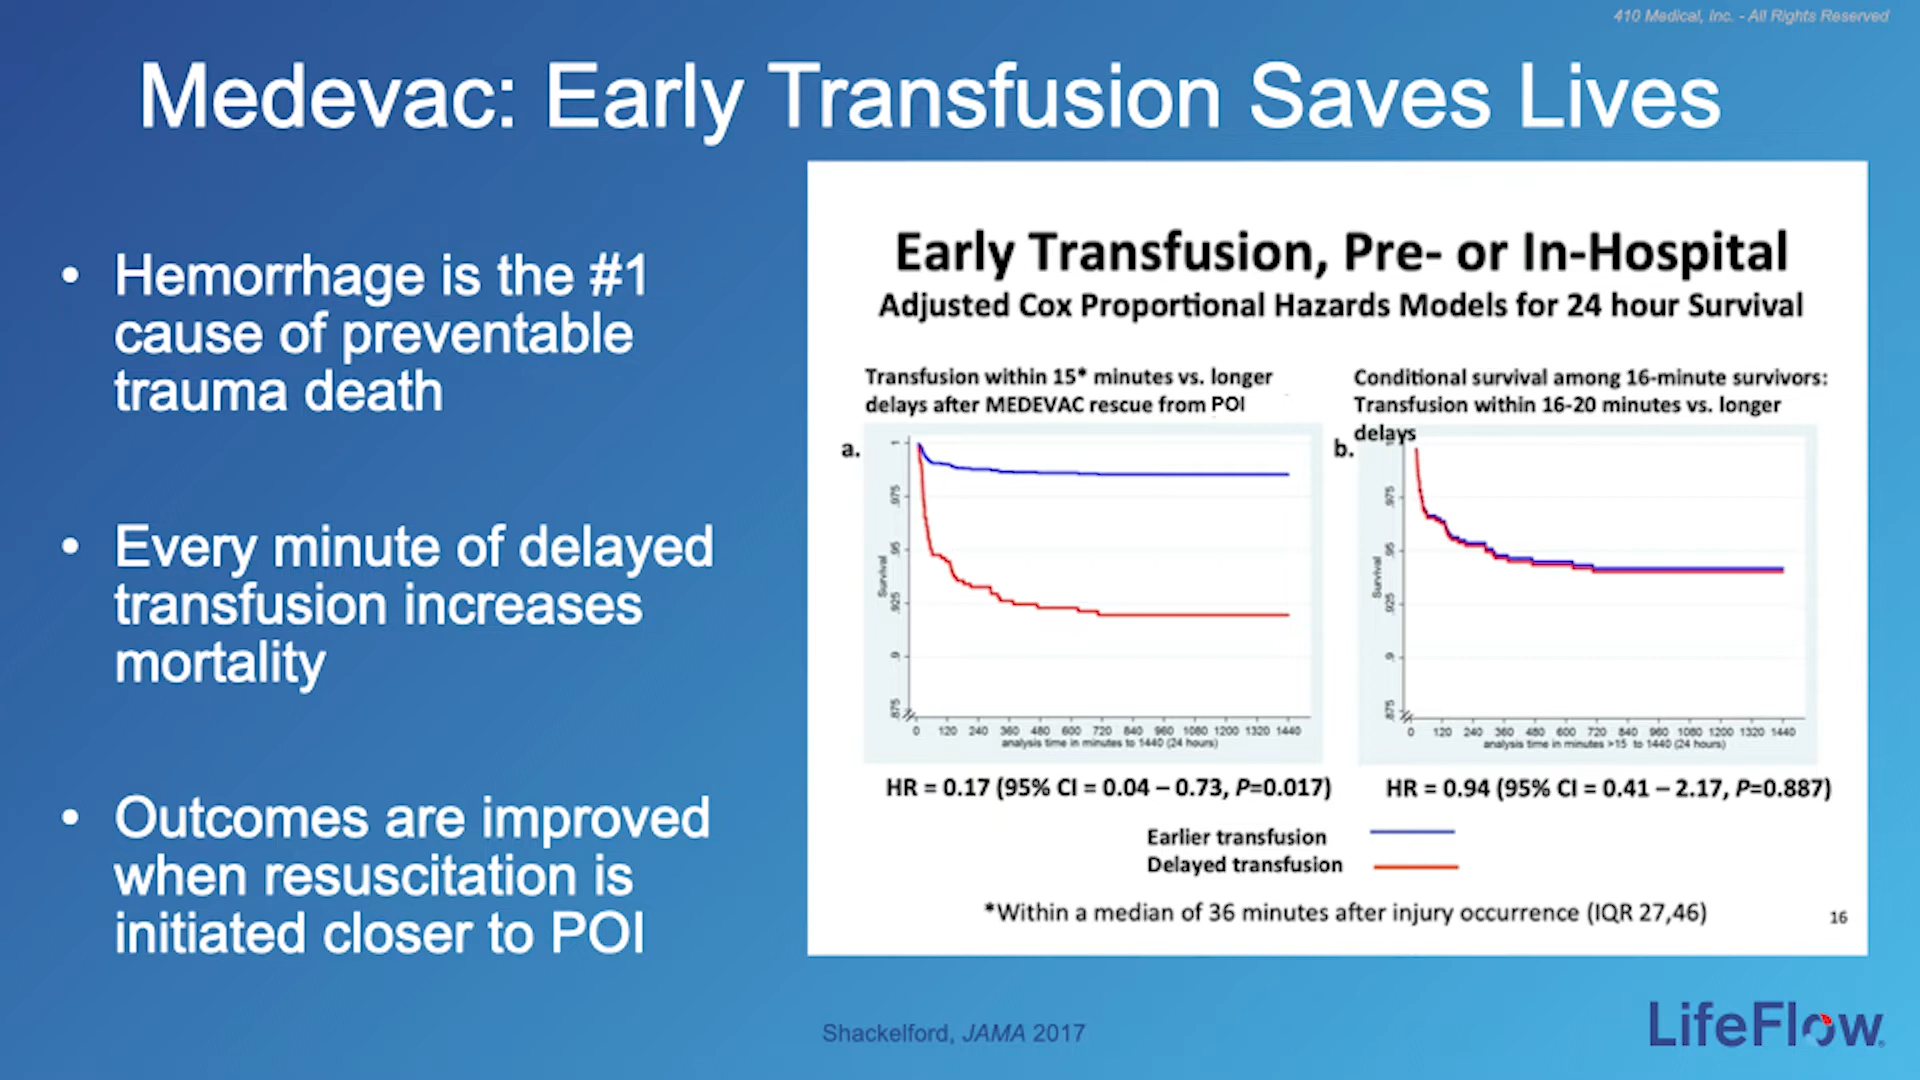 410 Medical, Inc. - All Rights Reserved
Medevac: Early Transfusion Saves Lives
• Hemorrhage is the #1
cause of preventable
trauma death
• Every minute of delayed
transfusion increases
mortality
• Outcomes are improved
when resuscitation is
initiated closer to POI
Early Transfusion, Pre- or In-Hospital
Adjusted Cox Proportional Hazards Models for 24 hour Survival
Transfusion within 15* minutes vs. longer
delays after MEDEVAC rescue from POI
a.
1
.975
.95
.925
.9
.875
Survival
0 120 240 360 480 600 720 840 960 1080 1200 1320 1440
analysis time in minutes to 1440 (24 hours)
HR = 0.17 (95% CI = 0.04 – 0.73, P=0.017)
Conditional survival among 16-minute survivors:
Transfusion within 16-20 minutes vs. longer
delays
b.
.975
.95
.925
.9
.875
Survival
0 120 240 360 480 600 720 840 960 1080 1200 1320 1440
analysis time in minutes >15 to 1440 (24 hours)
HR = 0.94 (95% CI = 0.41 – 2.17, P=0.887)
Earlier transfusion
Delayed transfusion
*Within a median of 36 minutes after injury occurrence (IQR 27,46)
16
Shackelford, JAMA 2017
LifeFlow®